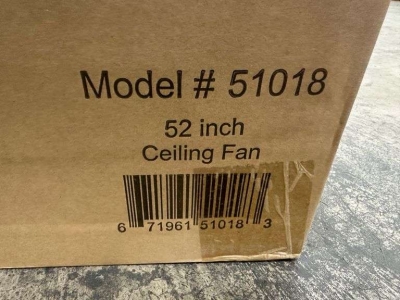 Model # 51018
52 inch
Ceiling Fan
6 71961 51018 3